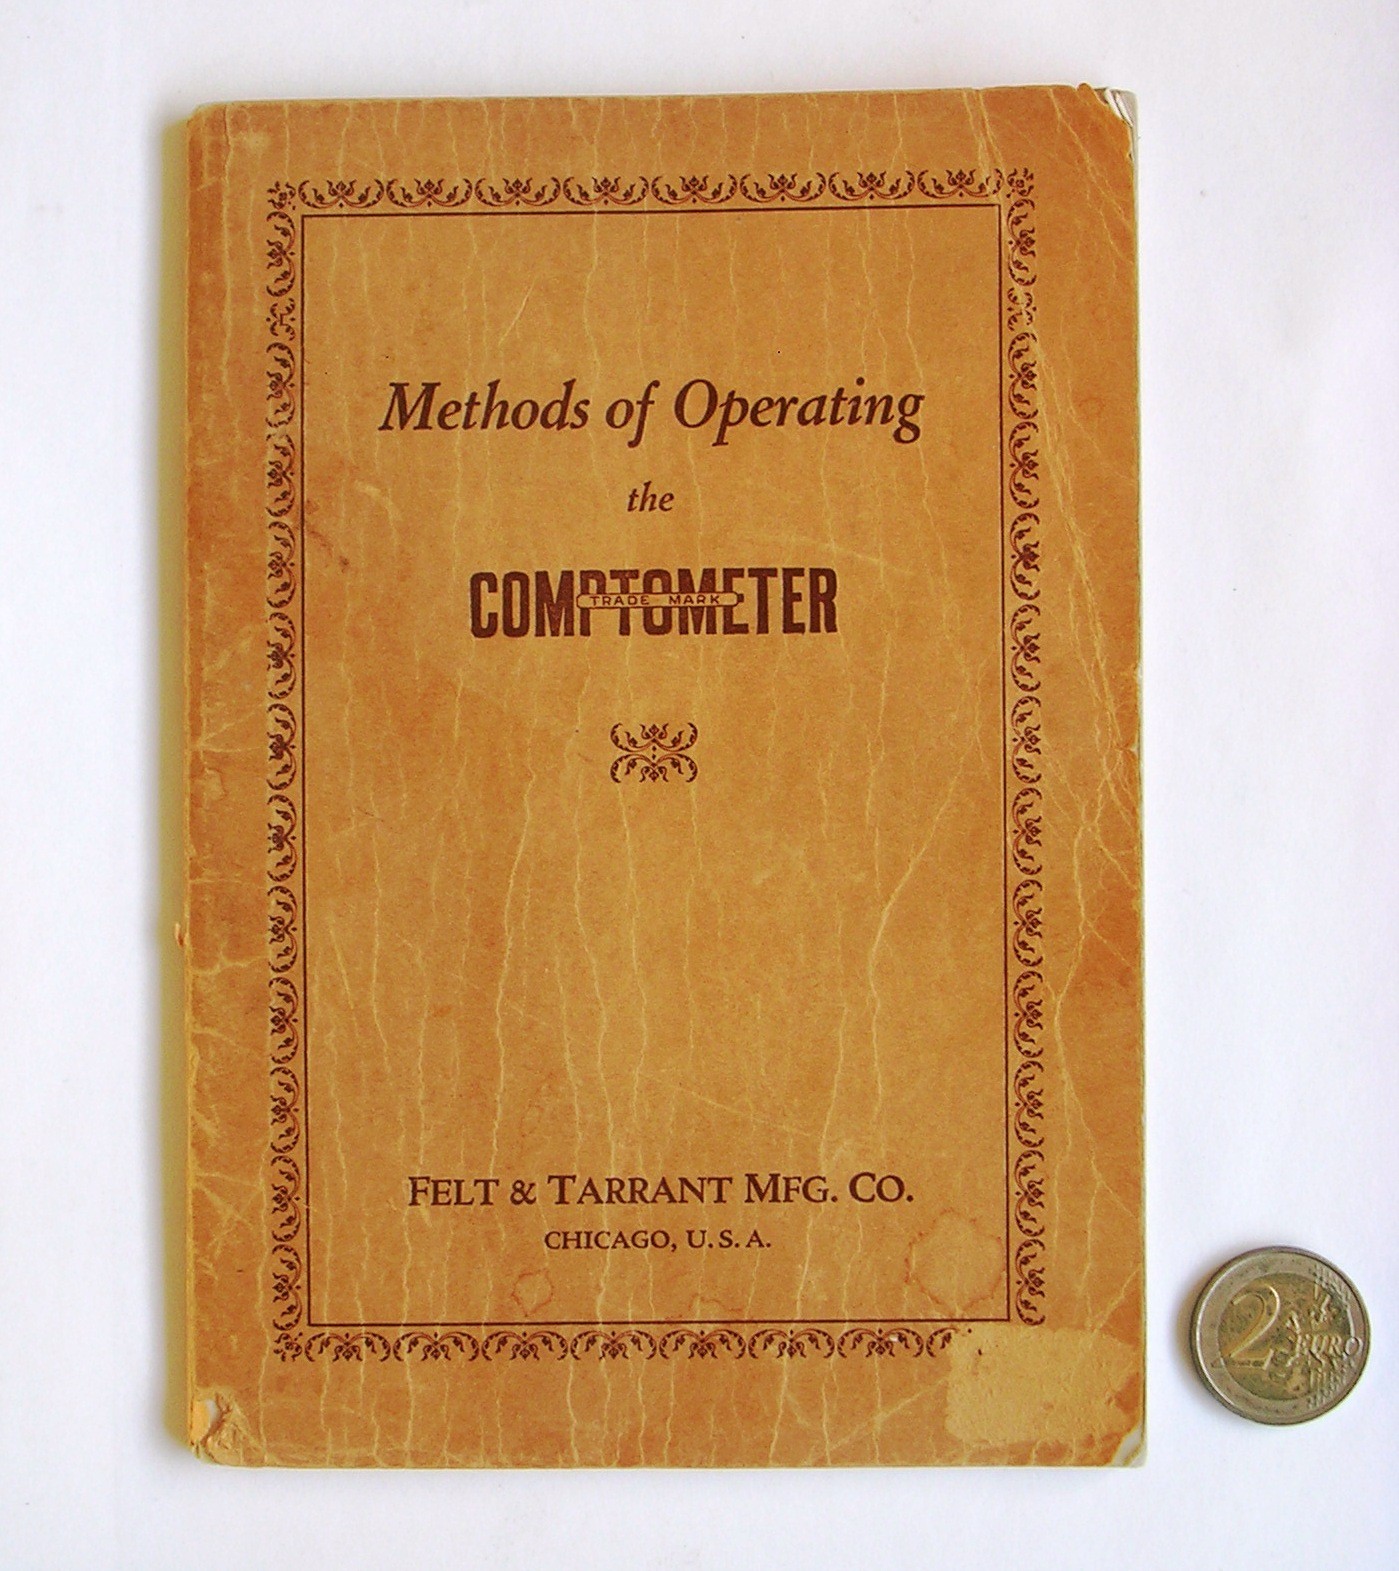 Methods of Operating
the
COMPTOMETER
TRADE MARK
FELT & TARRANT MFG. CO.
CHICAGO, U.S.A.
2 EURO